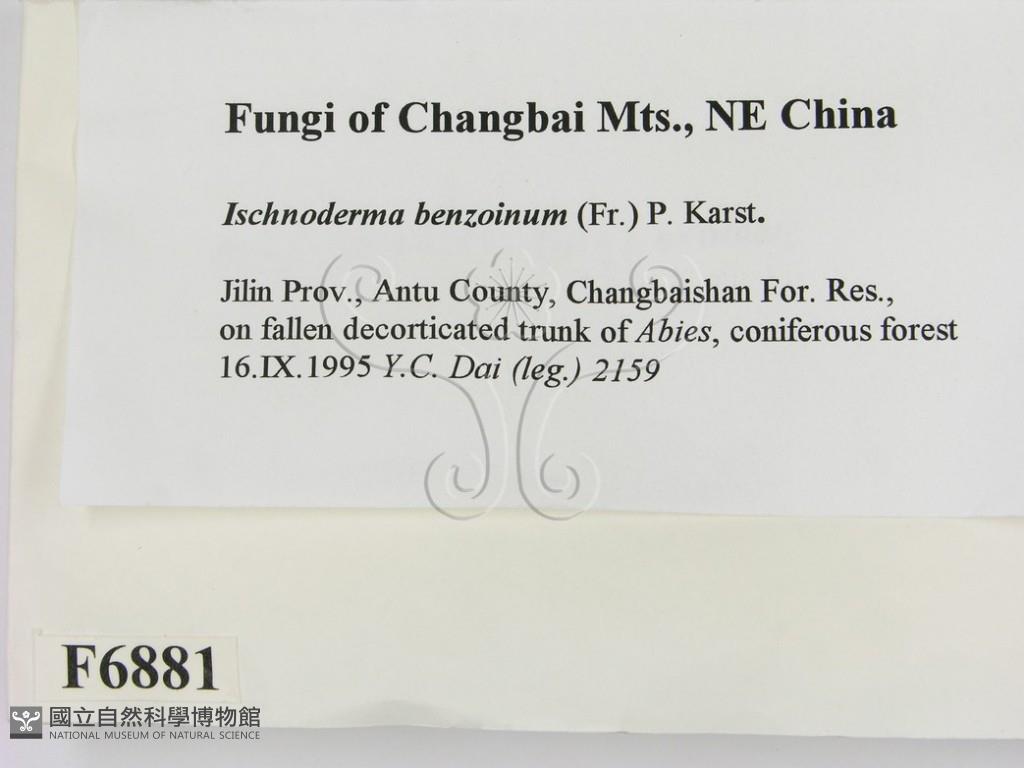 Fungi of Changbai Mts., NE China
Ischnoderma benzoinum (Fr.) P. Karst.
Jilin Prov., Antu County, Changbaishan For. Res.,
on fallen decorticated trunk of Abies, coniferous forest
16.IX.1995 Y.C. Dai (leg.) 2159
F6881
國立自然科學博物館
NATIONAL MUSEUM OF NATURAL SCIENCE